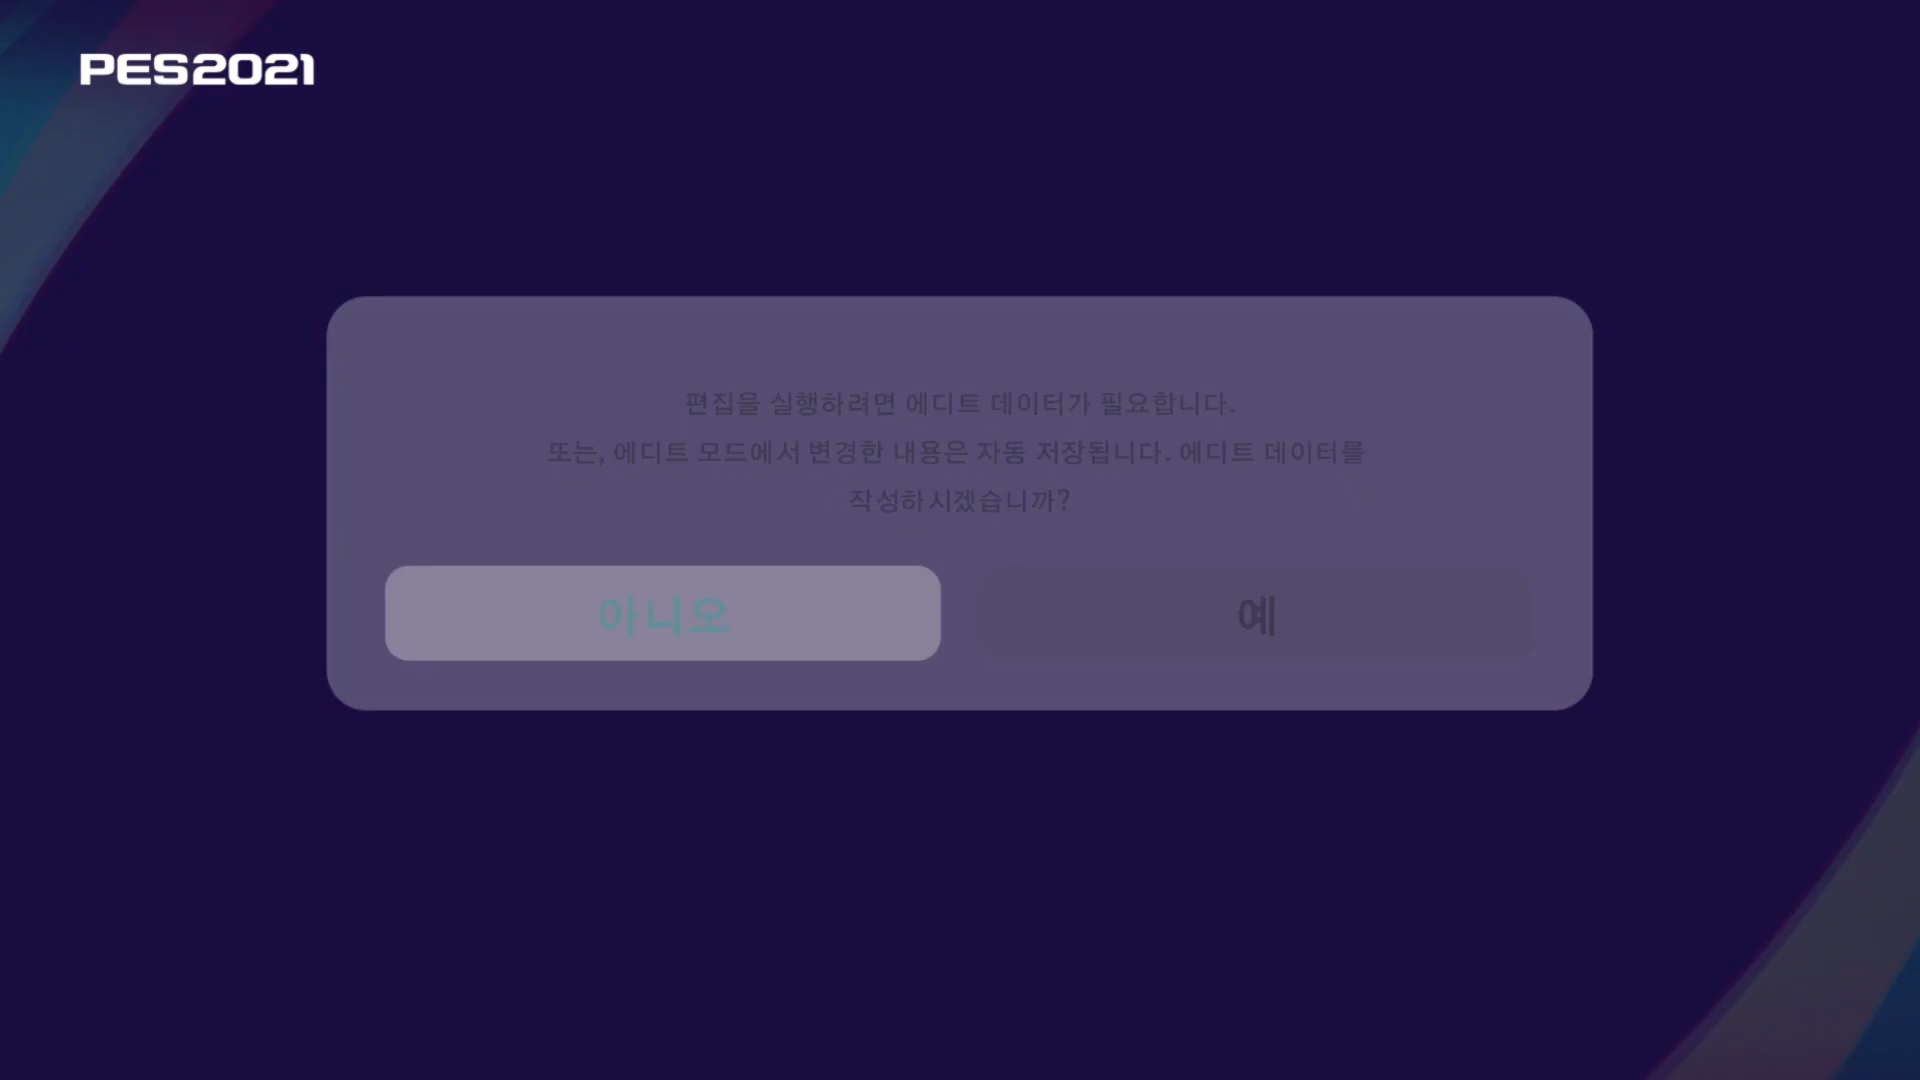 PES2021
편집을 실행하려면 에디트 데이터가 필요합니다.
또는, 에디트 모드에서 변경한 내용은 자동 저장됩니다. 에디트 데이터를
작성하시겠습니까?
아니오
예